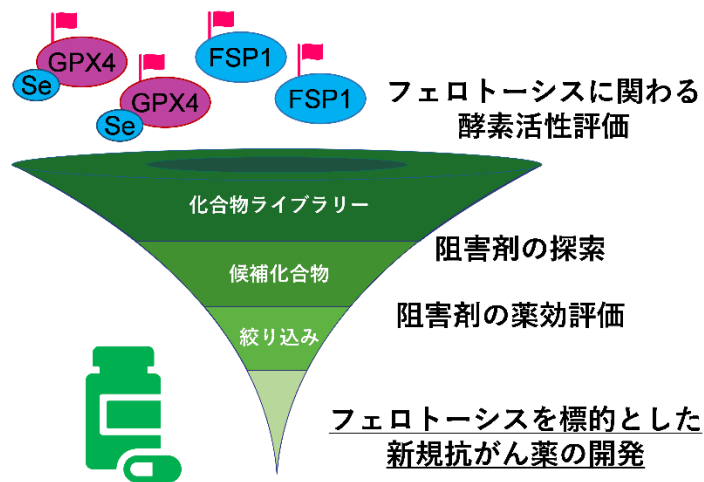 GPX4
Se
GPX4
Se
FSP1
FSP1
フェロトーシスに関わる
酵素活性評価
化合物ライブラリー
阻害剤の探索
候補化合物
阻害剤の薬効評価
絞り込み
フェロトーシスを標的とした
新規抗がん薬の開発